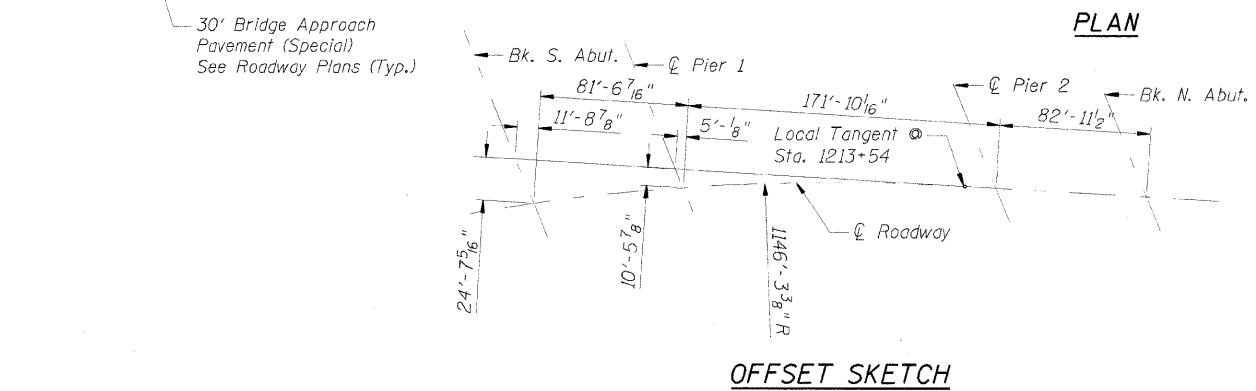 30' Bridge Approach
Pavement (Special)
See Roadway Plans (Typ.)
PLAN
Bk. S. Abut.
℄ Pier 1
℄ Pier 2
Bk. N. Abut.
81'-6 7/16"
171'-10 1/16"
82'-11 1/2"
11'-8 7/8"
5'-1/8"
Local Tangent @
Sta. 1213+54
℄ Roadway
24'-7 5/16"
10'-5 7/8"
1146'-3 3/8" R
OFFSET SKETCH